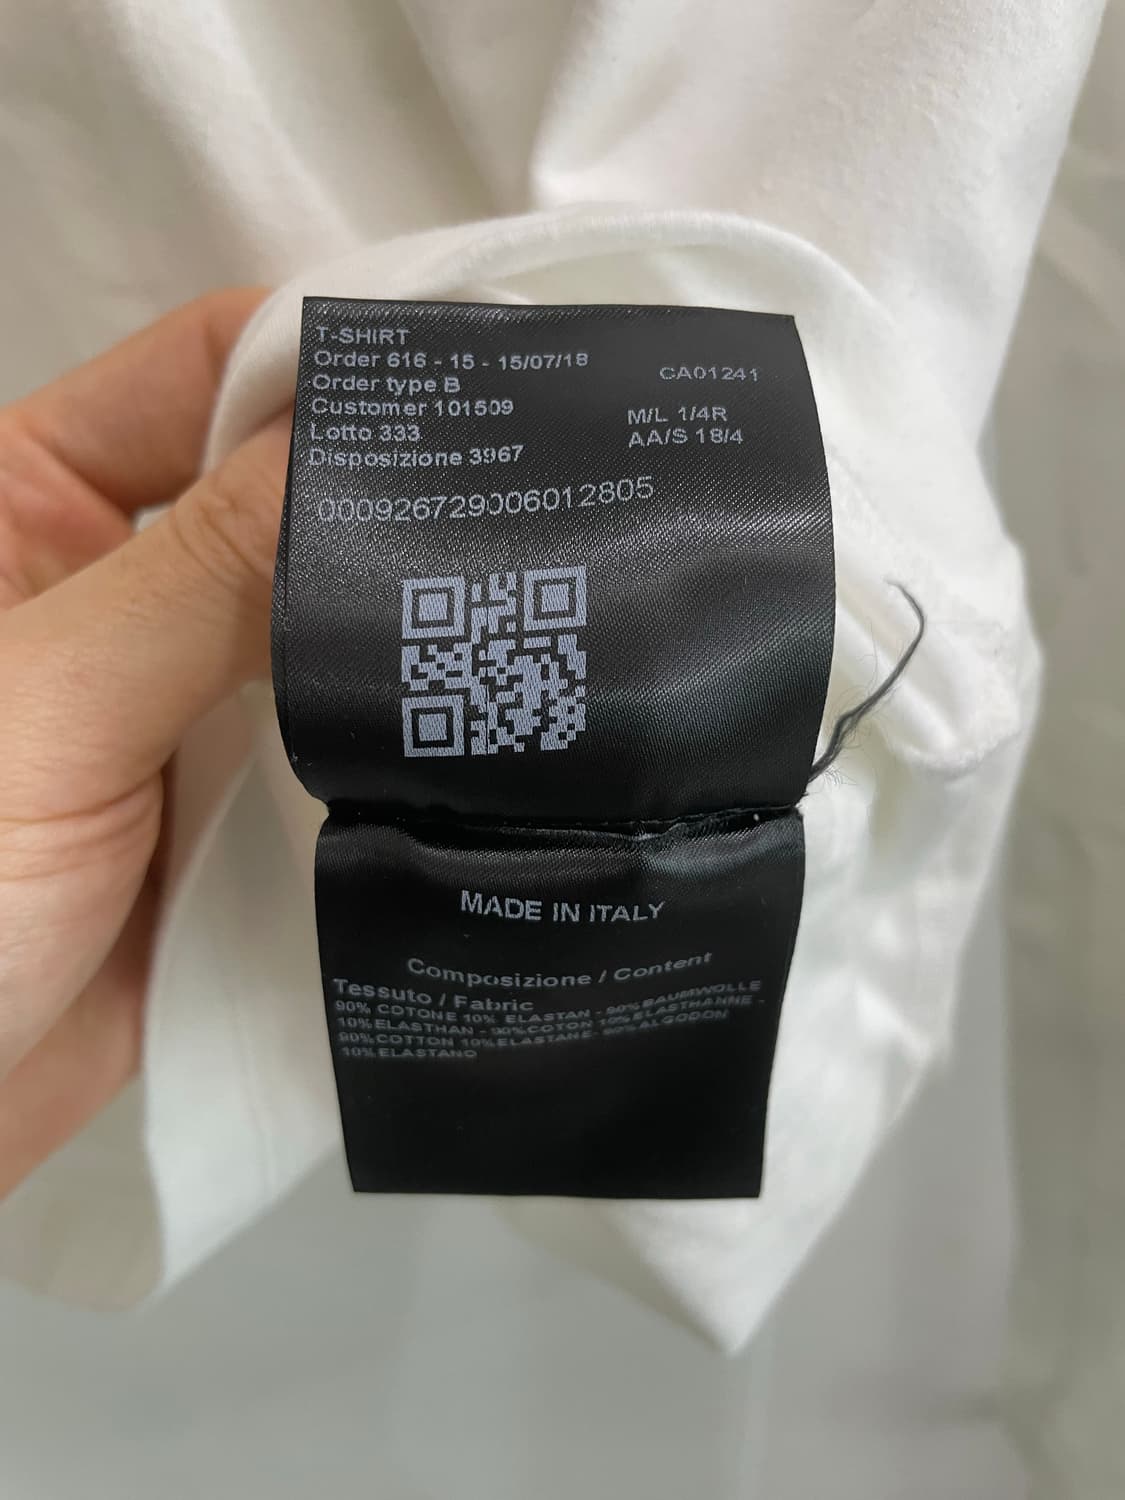 T-SHIRT
Order 616 - 15 - 15/07/18
CA01241
Order type B
Customer 101509
M/L 1/4R
Lotto 333
AA/S 18/4
Disposizione 3967
000926729006012805
MADE IN ITALY
Composizione / Content
Tessuto / Fabric
90% COTONE 10% ELASTAN - 90% BAUMWOLLE
10% ELASTHAN - 90% COTON 10% ELASTHANNE -
90% COTTON 10% ELASTANE - 90% ALGODON
10% ELASTANO